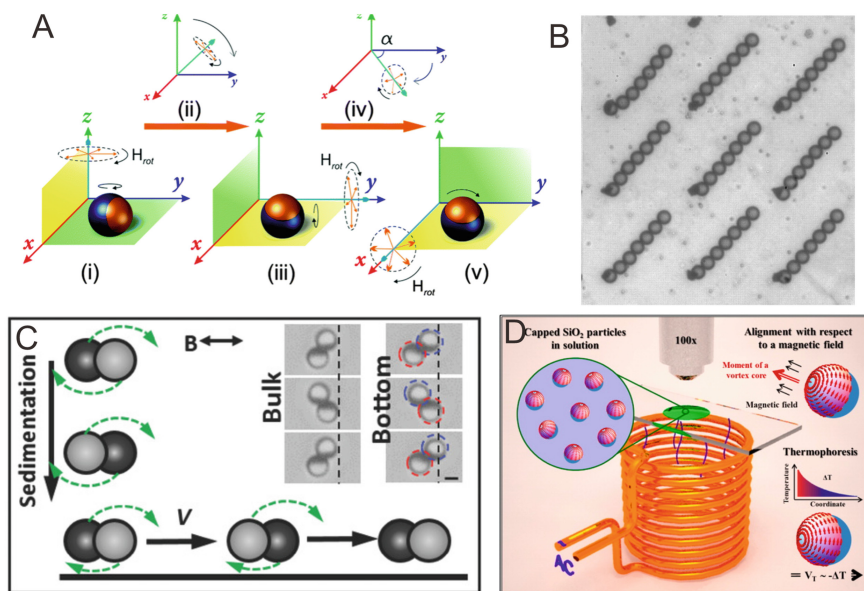 A
z
y
x
(ii)
z
α
y
x
(iv)
z
H_rot
y
x
(i)
H_rot
y
x
(iii)
z
y
x
H_rot
(v)
B
C
Sedimentation
B
Bulk
Bottom
V
D
Capped SiO₂ particles
in solution
100x
Alignment with respect
to a magnetic field
Moment of a
vortex core
Magnetic field
Thermophoresis
Temperature
ΔT
Coordinate
AC
= V_T ~ -ΔT